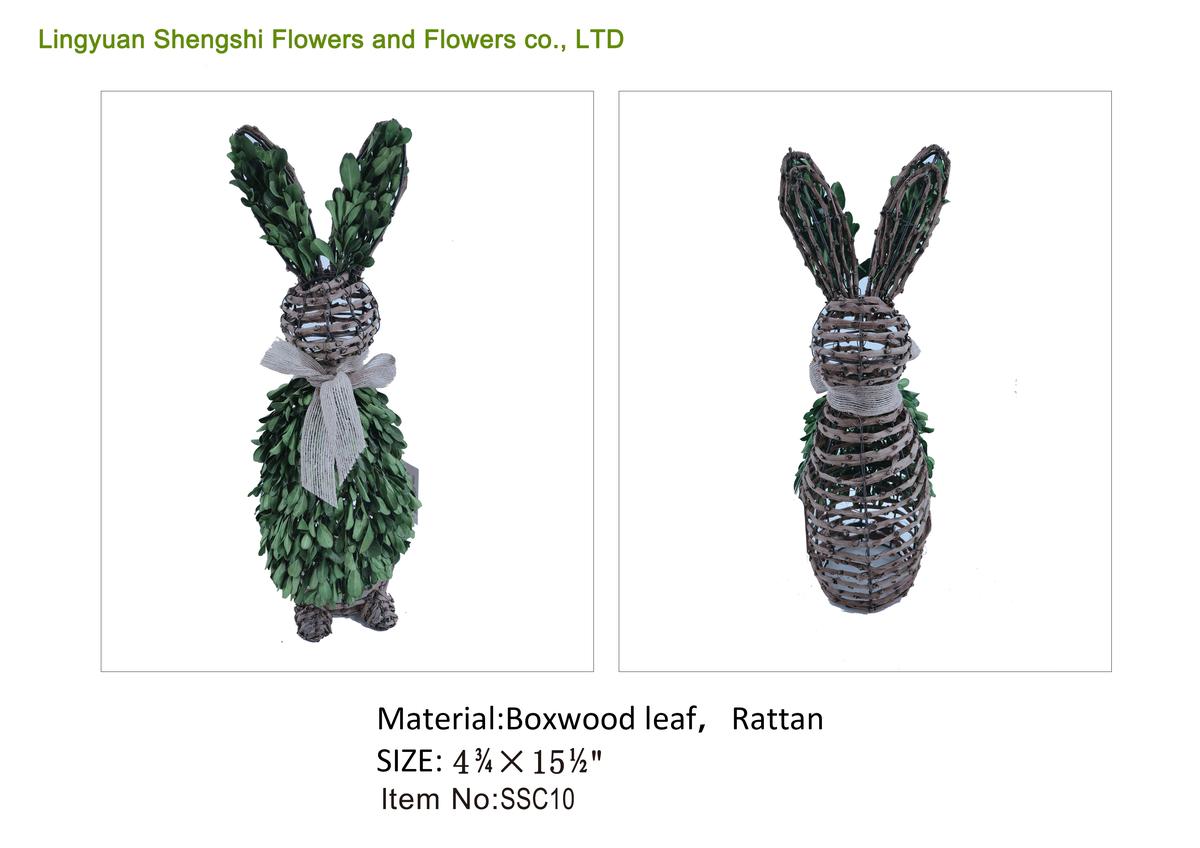 Lingyuan Shengshi Flowers and Flowers co., LTD
Material:Boxwood leaf， Rattan
SIZE: 4¾×15½"
Item No:SSC10